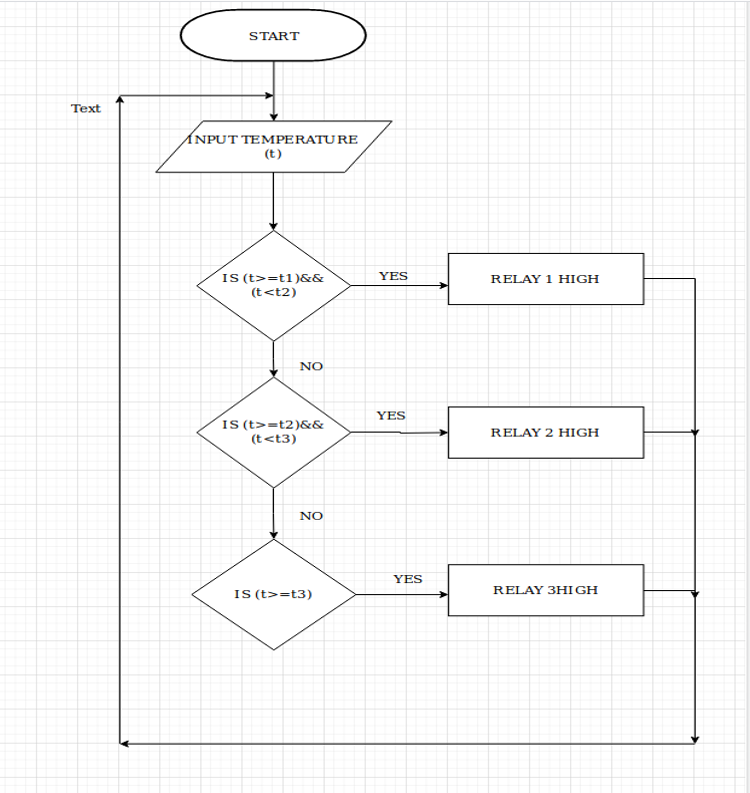 START
Text
INPUT TEMPERATURE
(t)
IS (t>=t1)&&
(t<t2)
YES
RELAY 1 HIGH
NO
IS (t>=t2)&&
(t<t3)
YES
RELAY 2 HIGH
NO
IS (t>=t3)
YES
RELAY 3HIGH